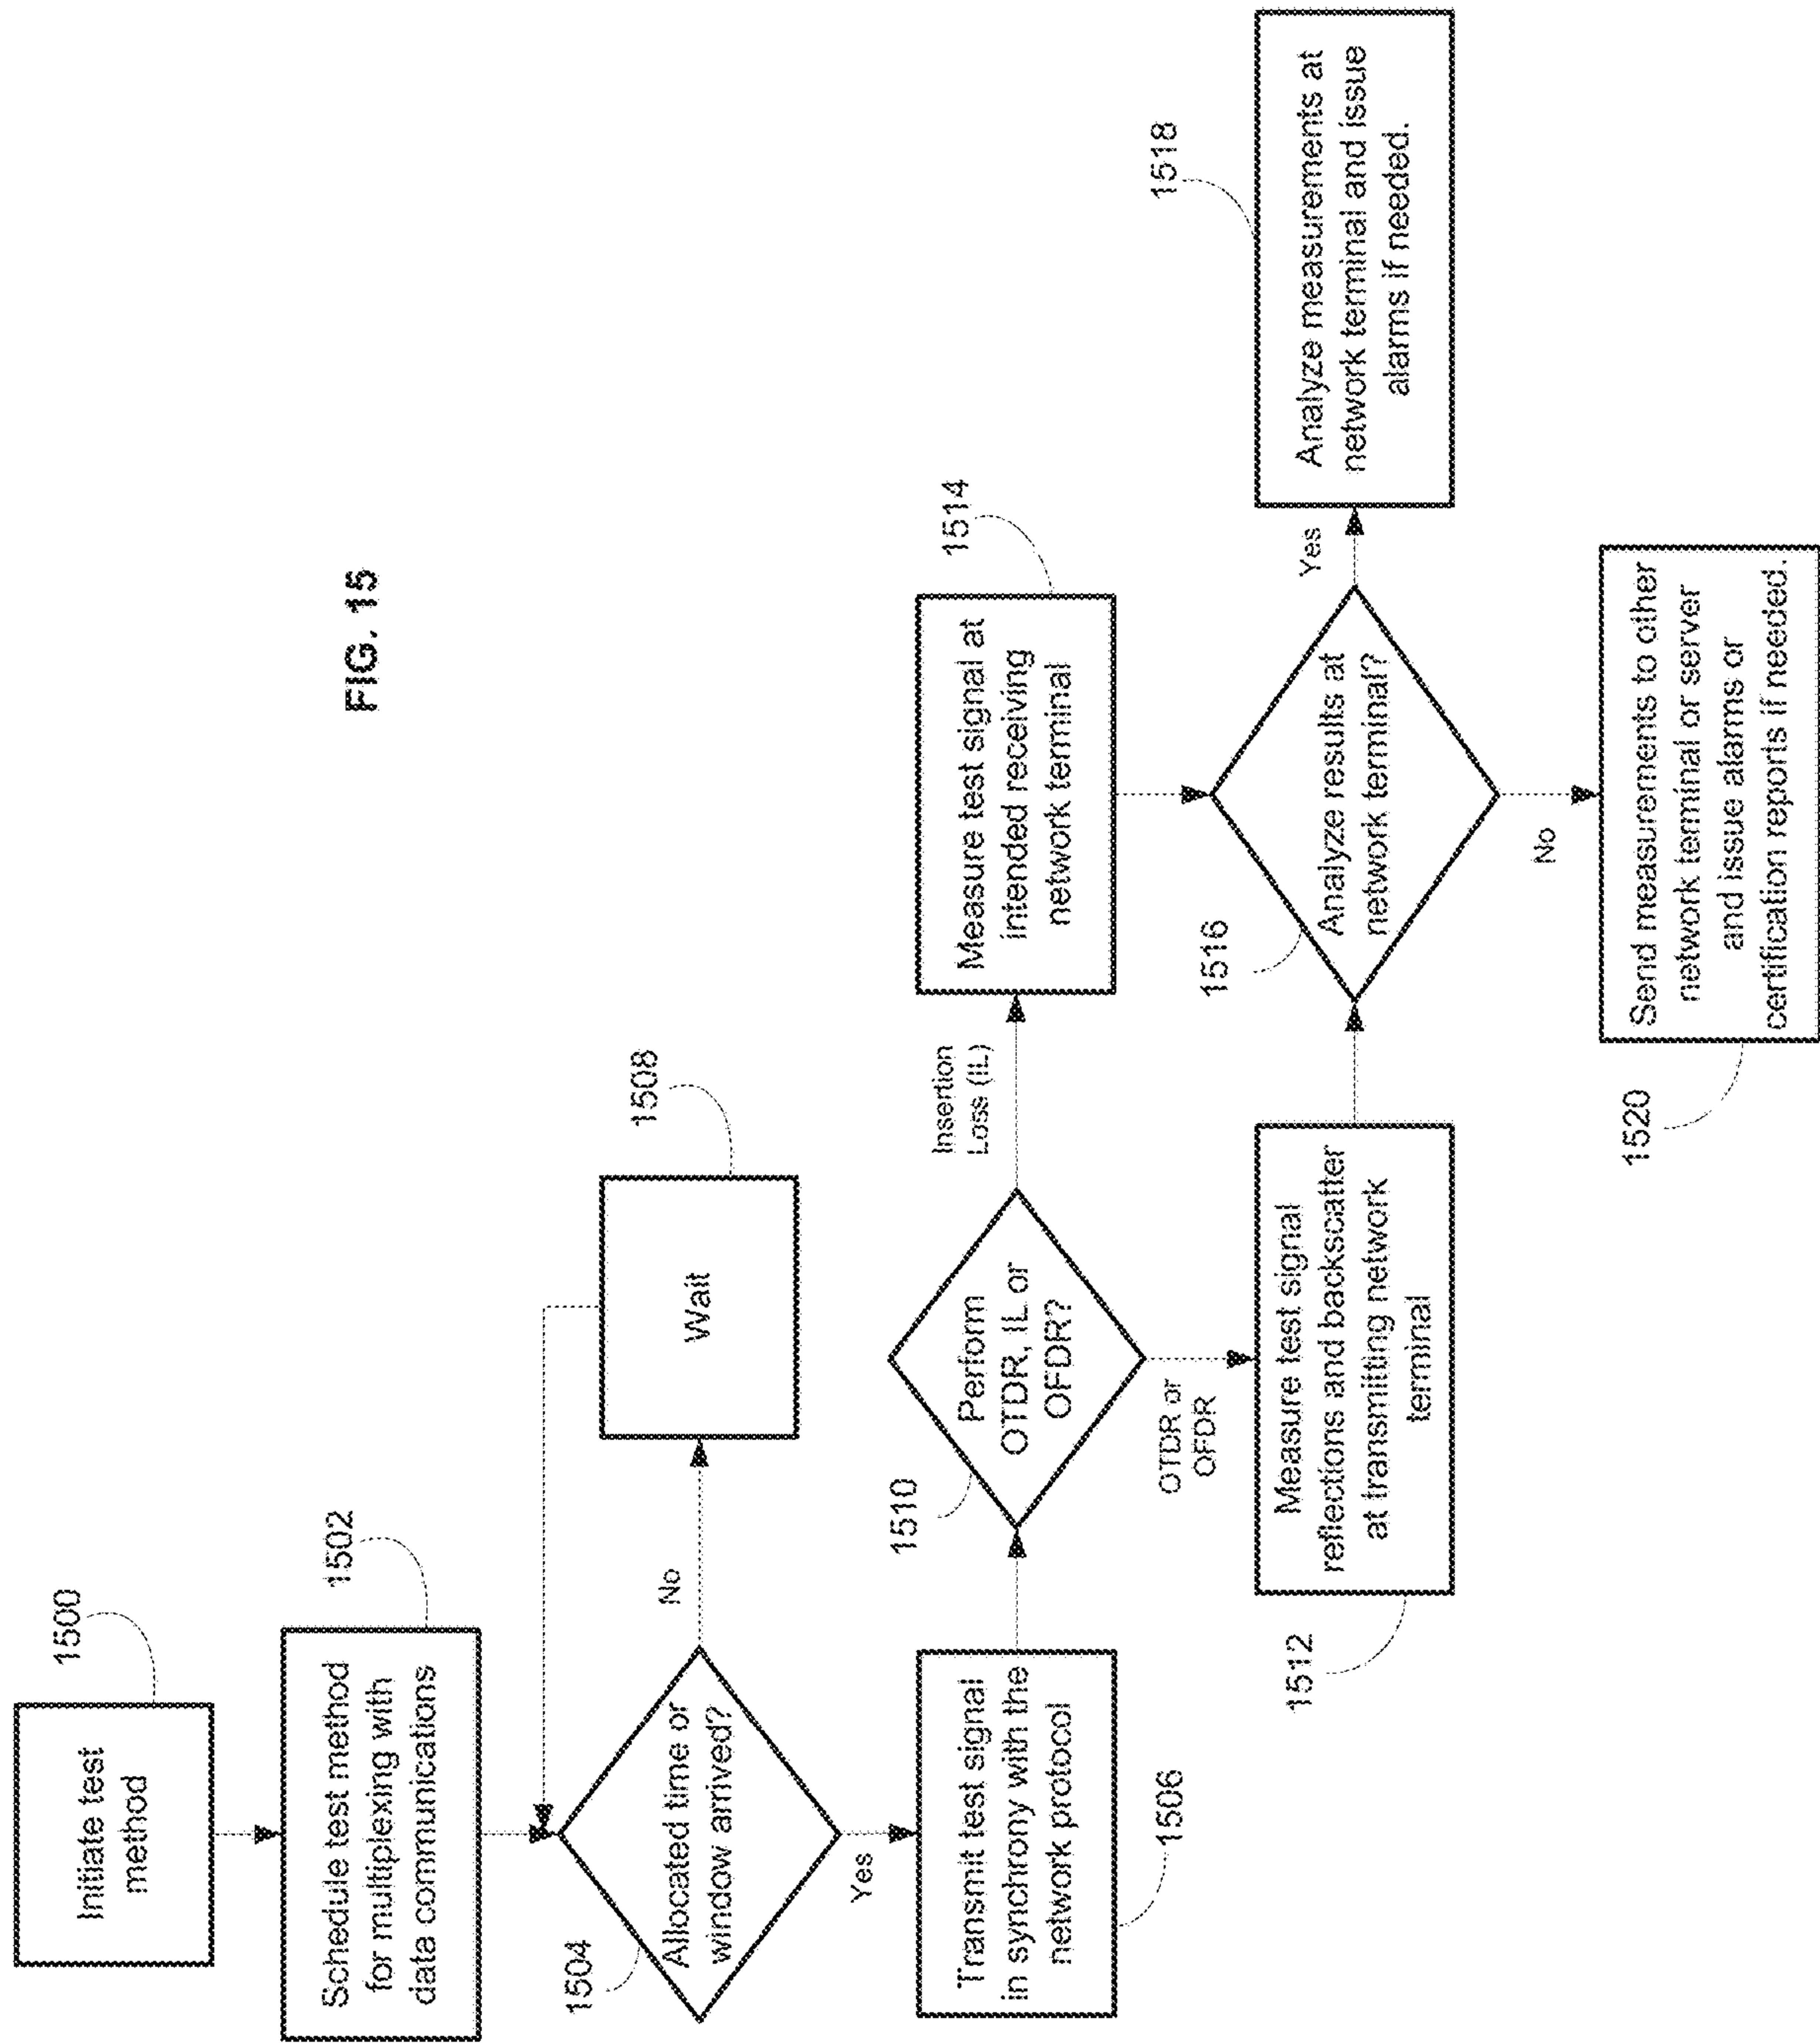 FIG. 15
1500
Initiate test
method
1502
Schedule test method
for multiplexing with
data communications
1504
Allocated time or
window arrived?
No
1508
Wait
Yes
Transmit test signal
in synchrony with the
network protocol
1506
1510
Perform
OTDR, IL or
OFDR?
Insertion
Loss (IL)
1514
Measure test signal at
intended receiving
network terminal
OTDR or
OFDR
Measure test signal
reflections and backscatter
at transmitting network
terminal
1512
1516
Analyze results at
network terminal?
Yes
1518
Analyze measurements at
network terminal and issue
alarms if needed.
No
Send measurements to other
network terminal or server
and issue alarms or
certification reports if needed.
1520